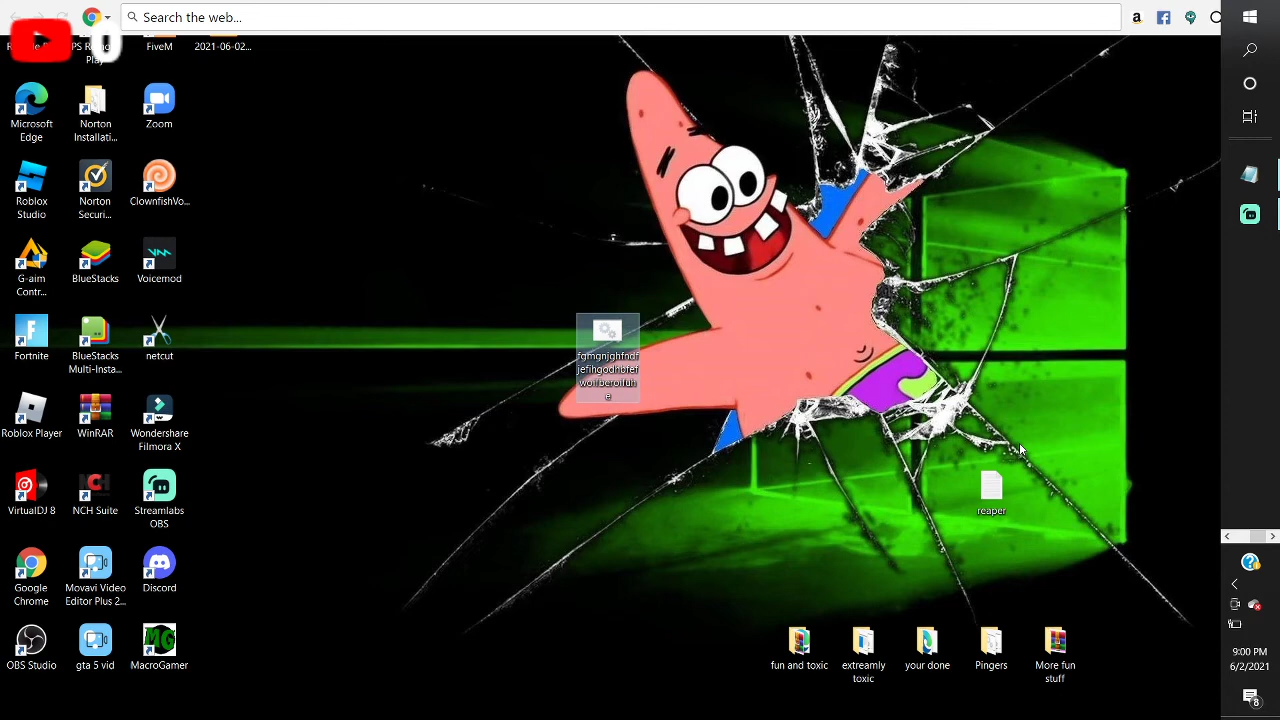 Search the web...
0
a
FiveM
2021-06-02...
Play
Microsoft
Edge
Norton
Installati...
Zoom
Roblox
Studio
Norton
Securi...
ClownfishVo...
G-aim
Contr...
BlueStacks
Voicemod
Fortnite
BlueStacks
Multi-Insta...
netcut
Roblox Player
WinRAR
Wondershare
Filmora X
VirtualDJ 8
NCH Suite
Streamlabs
OBS
Google
Chrome
Movavi Video
Editor Plus 2...
Discord
OBS Studio
gta 5 vid
MacroGamer
reaper
fun and toxic
extreamly
toxic
your done
Pingers
More fun
stuff
9:00 PM
6/2/2021
8